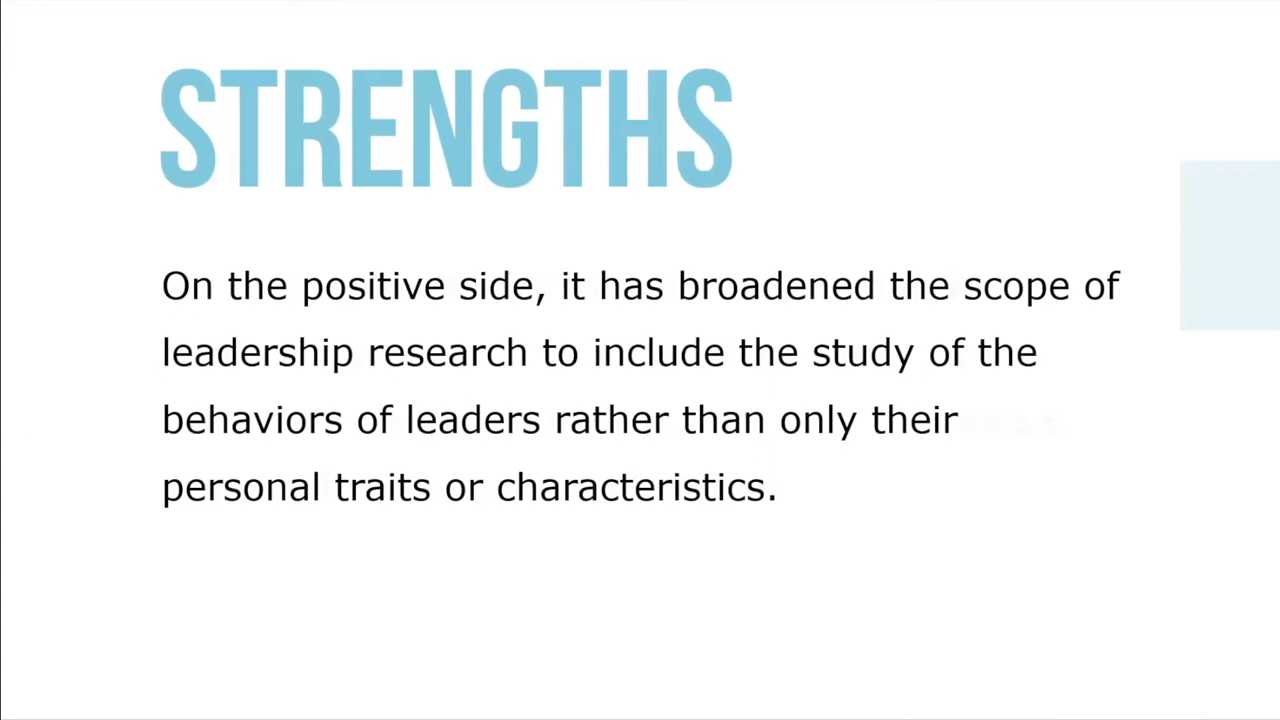 STRENGTHS
On the positive side, it has broadened the scope of
leadership research to include the study of the
behaviors of leaders rather than only their
personal traits or characteristics.